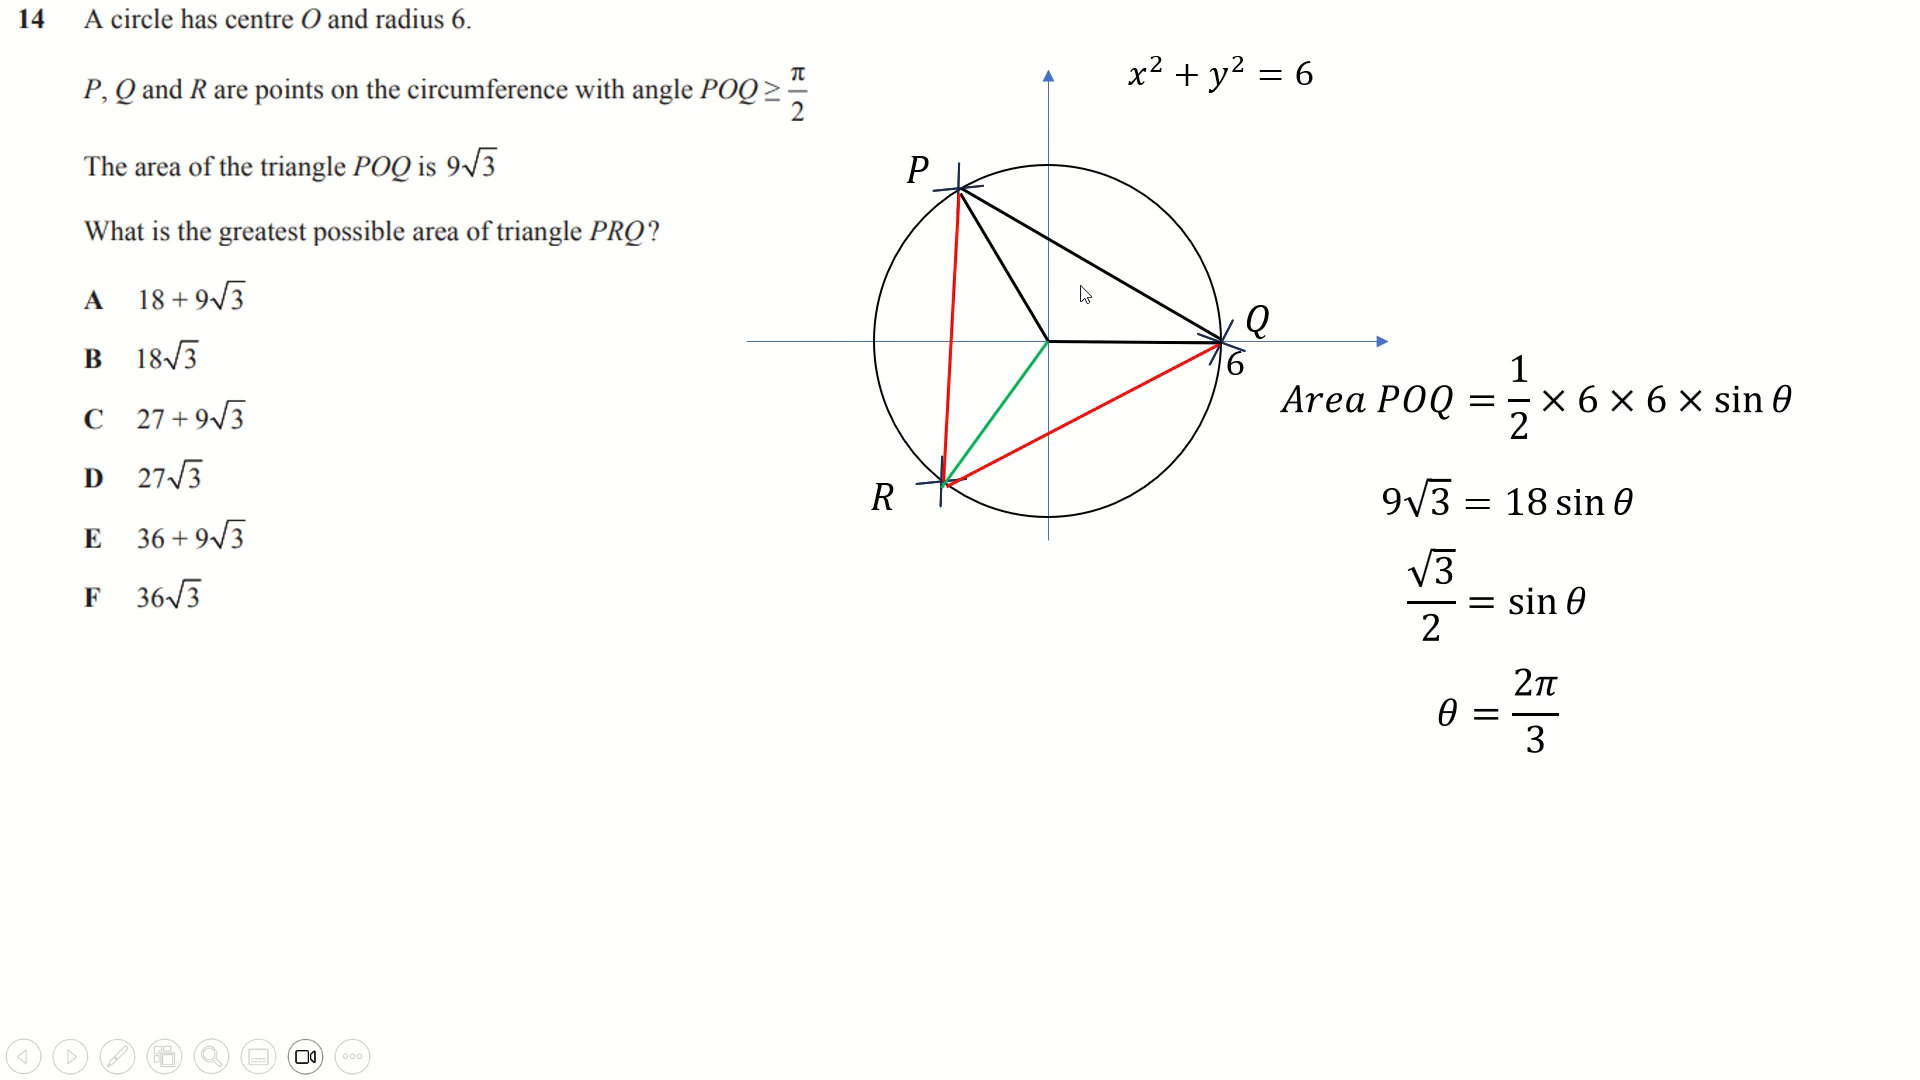 14 A circle has centre O and radius 6.
P, Q and R are points on the circumference with angle POQ ≥ π/2
The area of the triangle POQ is 9√3
What is the greatest possible area of triangle PRQ?
A 18 + 9√3
B 18√3
C 27 + 9√3
D 27√3
E 36 + 9√3
F 36√3
x² + y² = 6
P
Q
6
R
Area POQ = 1/2 × 6 × 6 × sin θ
9√3 = 18 sin θ
√3/2 = sin θ
θ = 2π/3